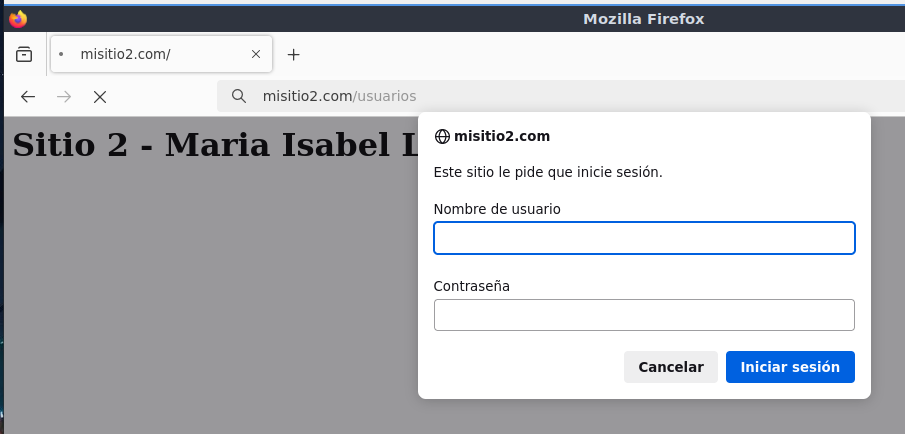 Mozilla Firefox
misitio2.com/
misitio2.com/usuarios
Sitio 2 - Maria Isabel
misitio2.com
Este sitio le pide que inicie sesión.
Nombre de usuario
Contraseña
Cancelar
Iniciar sesión